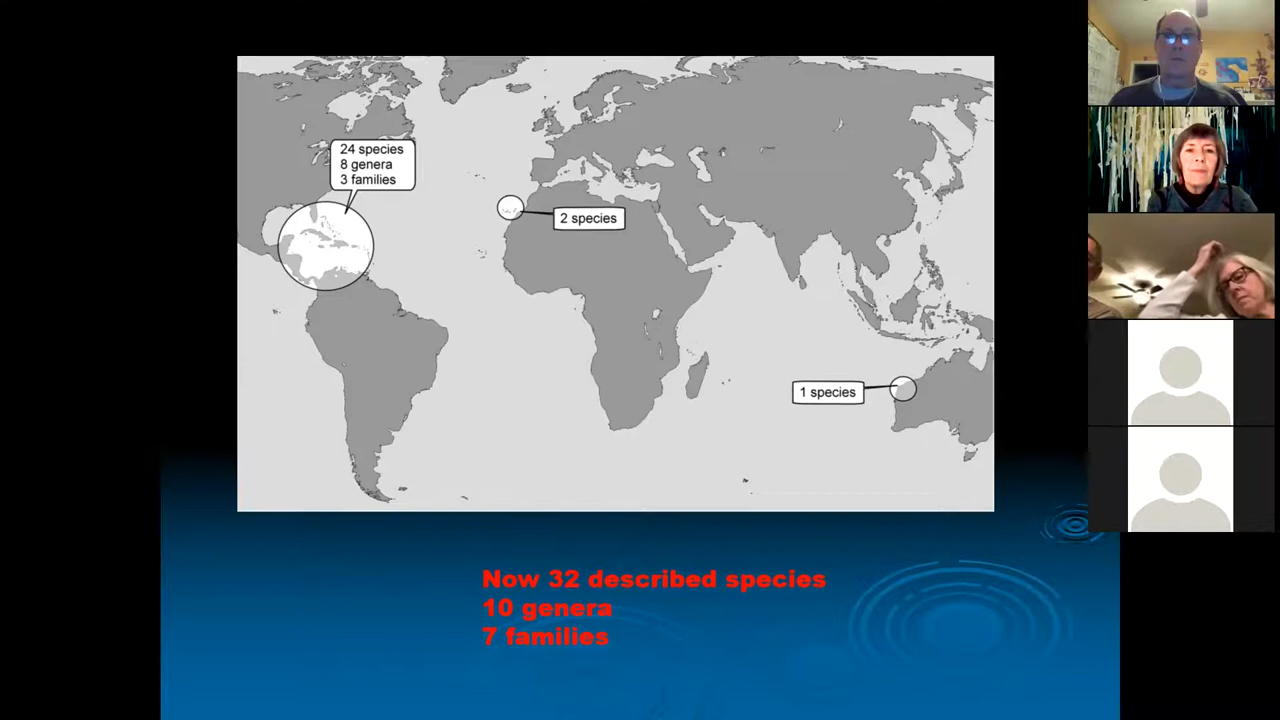 24 species
8 genera
3 families
2 species
1 species
Now 32 described species
10 genera
7 families